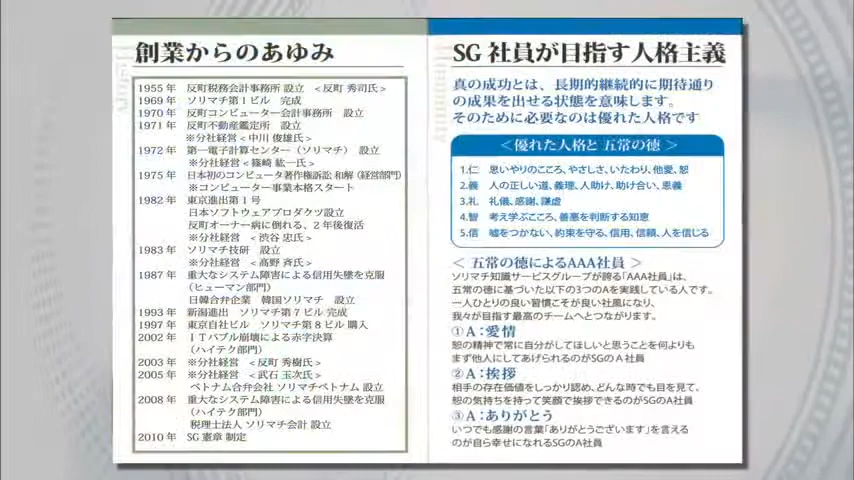 創業からのあゆみ
1955年 反町税務会計事務所 設立 <反町 秀司氏>
1969年 ソリマチ第1ビル 完成
1970年 反町コンピューター会計事務所 設立
1971年 反町不動産鑑定所 設立
※分社経営<中川 俊雄氏>
1972年 第一電子計算センター(ソリマチ)設立
※分社経営<篠崎 紘一氏>
1975年 日本初のコンピュータ著作権訴訟 和解(経営部門)
※コンピューター事業本格スタート
1982年 東京進出第1号
日本ソフトウェアプロダクツ設立
反町オーナー病に倒れる、2年後復活
※分社経営 <渋谷 忠氏>
1983年 ソリマチ技研 設立
※分社経営 <高野 斉氏>
1987年 重大なシステム障害による信用失墜を克服
(ヒューマン部門)
日韓合弁企業 韓国ソリマチ 設立
1993年 新潟進出 ソリマチ第7ビル 完成
1997年 東京自社ビル ソリマチ第8ビル 購入
2002年 ITバブル崩壊による赤字決算
(ハイテク部門)
2003年 ※分社経営 <反町 秀樹氏>
2005年 ※分社経営 <武石 玉次氏>
ベトナム合弁会社 ソリマチベトナム 設立
2008年 重大なシステム障害による信用失墜を克服
(ハイテク部門)
税理士法人 ソリマチ会計 設立
2010年 SG 憲章 制定
SG 社員が目指す人格主義
真の成功とは、長期的継続的に期待通り
の成果を出せる状態を意味します。
そのために必要なのは優れた人格です
<優れた人格と 五常の徳>
1.仁 思いやりのこころ、やさしさ、いたわり、他愛、恕
2.義 人の正しい道、義理、人助け、助け合い、恩義
3.礼 礼儀、感謝、謙虚
4.智 考え学ぶこころ、善悪を判断する知恵
5.信 嘘をつかない、約束を守る、信用、信頼、人を信じる
< 五常の徳によるAAA社員 >
ソリマチ知識サービスグループが誇る「AAA社員」は、
五常の徳に基づいた以下の3つのAを実践している人です。
一人ひとりの良い習慣こそが良い社風になり、
我々が目指す最高のチームへとつながります。
①A:愛情
恕の精神で常に自分がしてほしいと思うことを何よりも
まず他人にしてあげられるのがSGのA社員
②A:挨拶
相手の存在価値をしっかり認め、どんな時でも目を見て、
恕の気持ちを持って笑顔で挨拶できるのがSGのA社員
③A:ありがとう
いつでも感謝の言葉「ありがとうございます」を言える
のが自ら幸せになれるSGのA社員